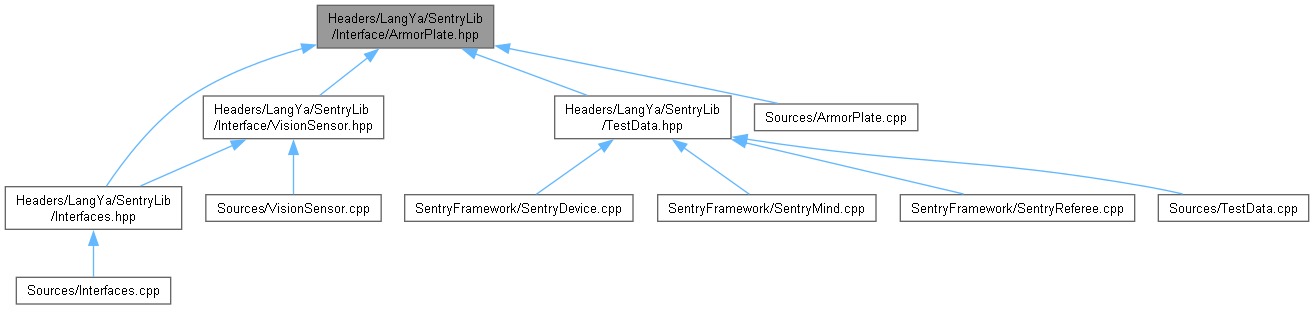 Headers/LangYa/SentryLib
/Interface/ArmorPlate.hpp
Headers/LangYa/SentryLib
/Interface/VisionSensor.hpp
Headers/LangYa/SentryLib
/TestData.hpp
Sources/ArmorPlate.cpp
Headers/LangYa/SentryLib
/Interfaces.hpp
Sources/VisionSensor.cpp
SentryFramework/SentryDevice.cpp
SentryFramework/SentryMind.cpp
SentryFramework/SentryReferee.cpp
Sources/TestData.cpp
Sources/Interfaces.cpp